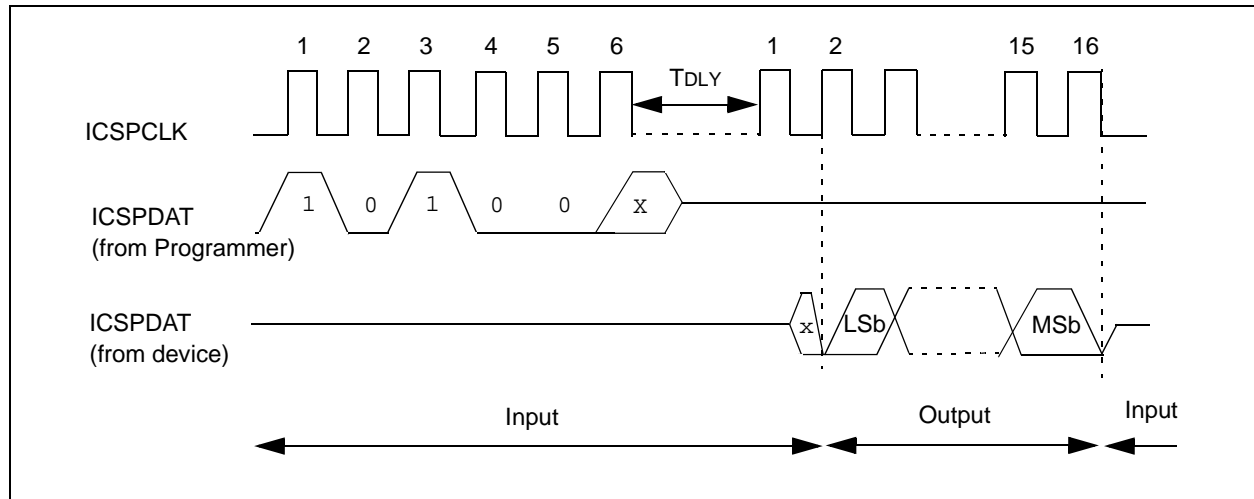 1 2 3 4 5 6 1 2 15 16
TDLY
ICSPCLK
1 0 1 0 0 x
ICSPDAT
(from Programmer)
ICSPDAT
(from device)
x LSb MSb
Input Output Input